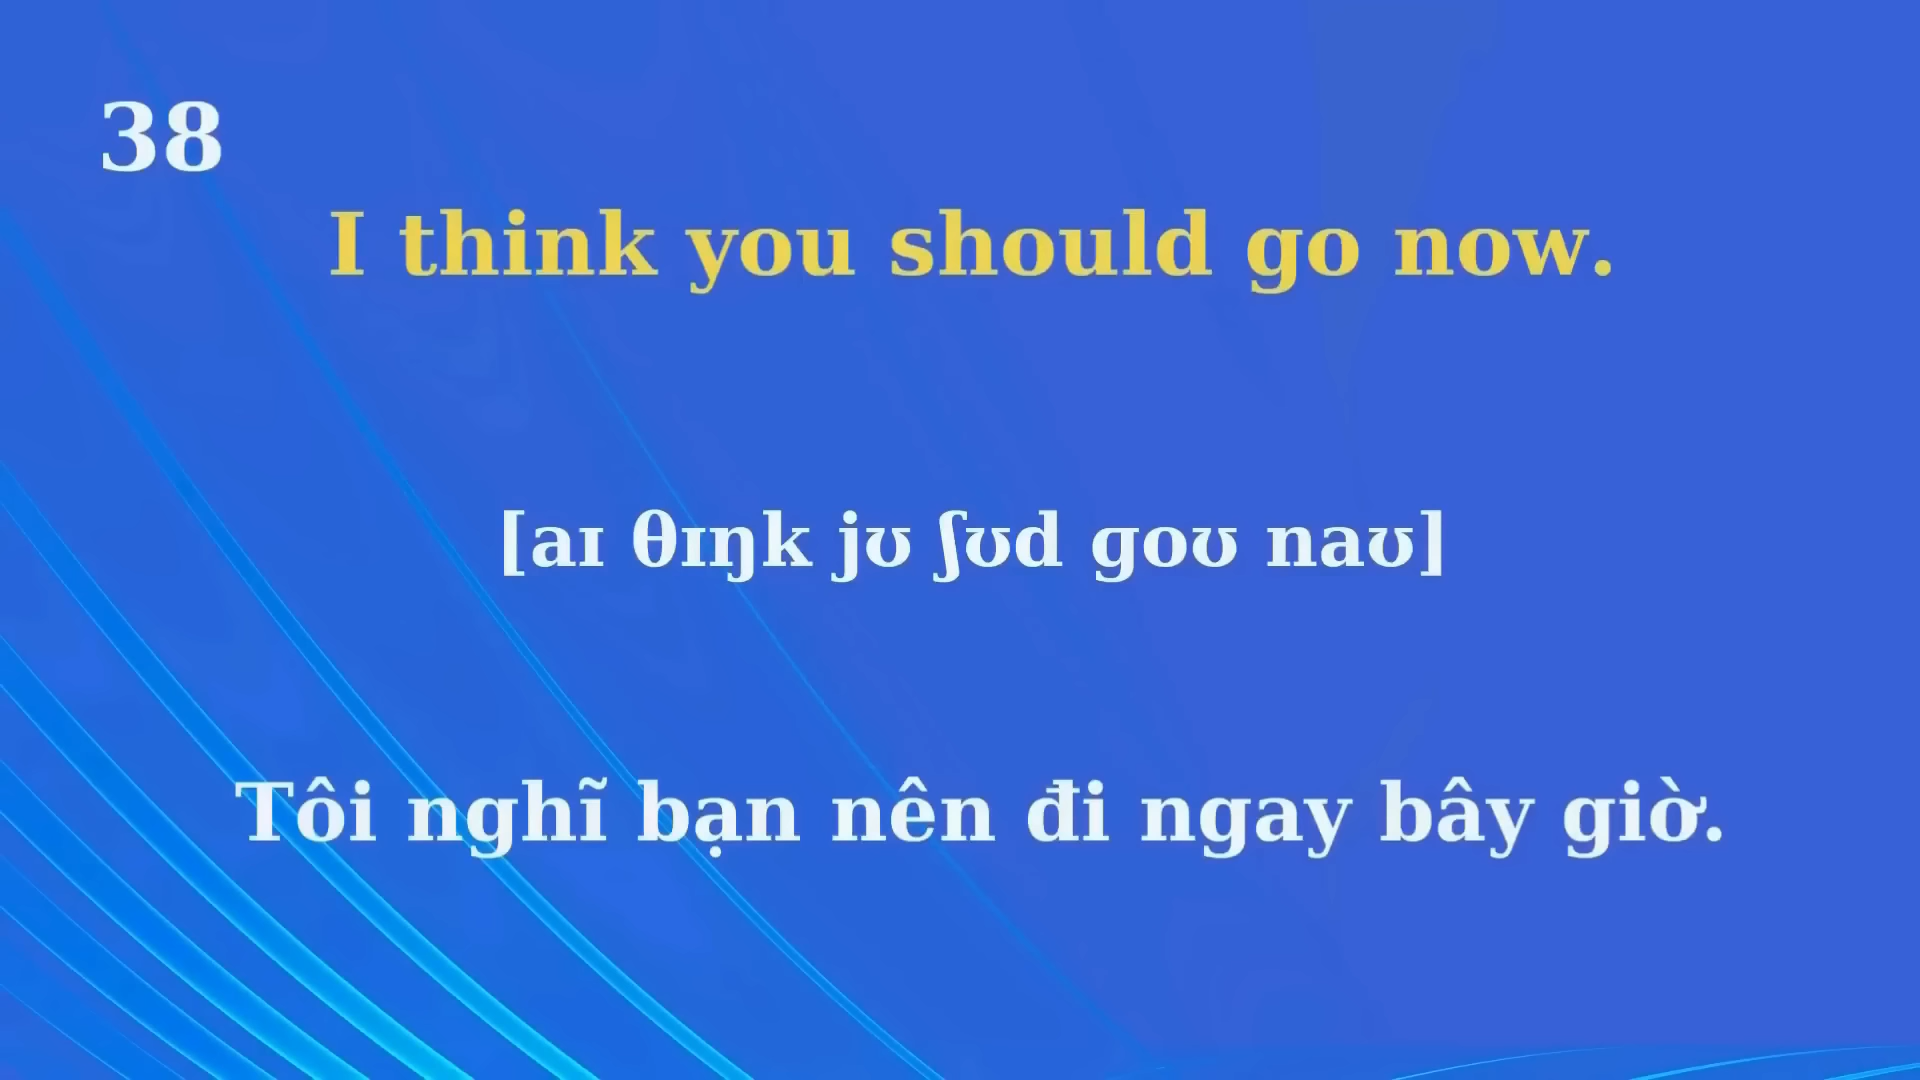 38
I think you should go now.
[aɪ θɪŋk jʊ ʃʊd ɡoʊ naʊ]
Tôi nghĩ bạn nên đi ngay bây giờ.